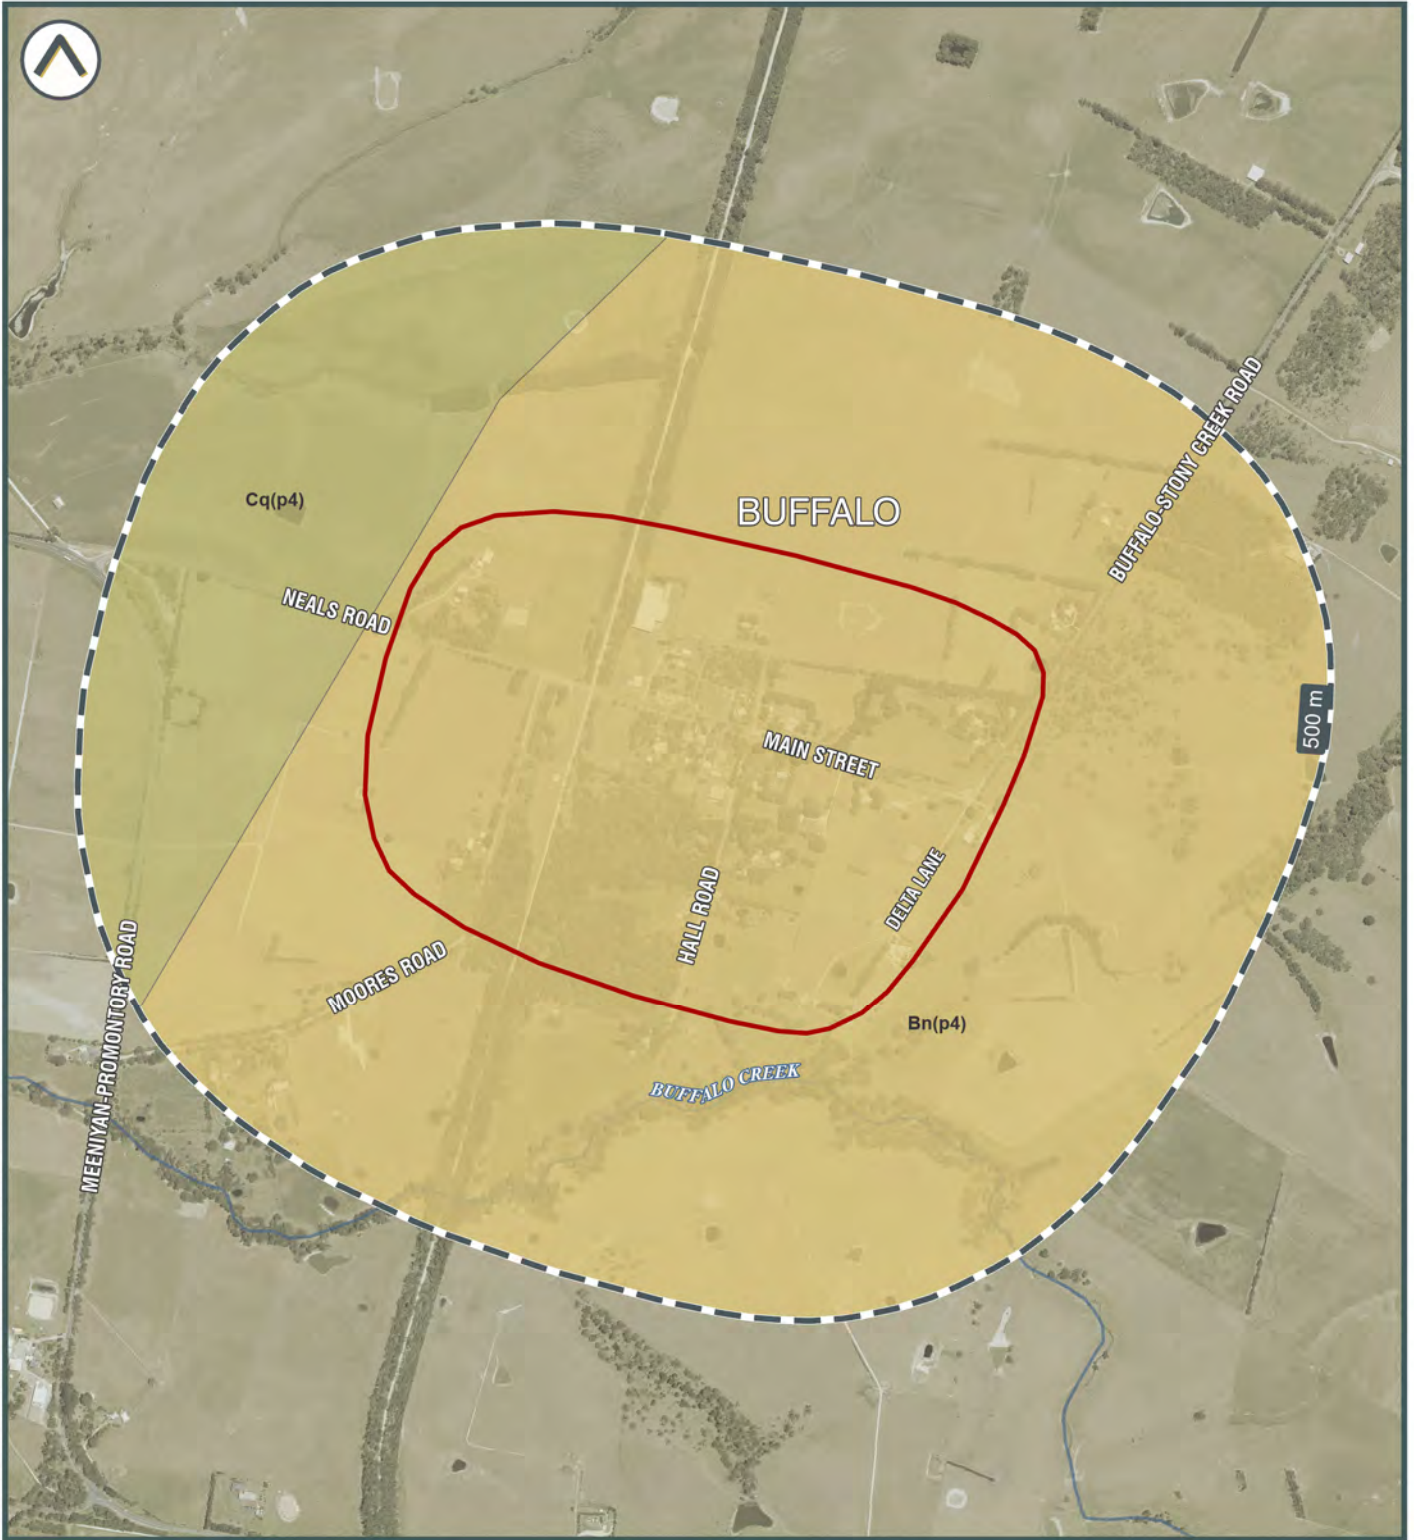 BUFFALO
BUFFALO-STONY CREEK ROAD
Cq(p4)
NEALS ROAD
500 m
MAIN STREET
DELTA LANE
HALL ROAD
MOORES ROAD
MEENIYAN-PROMONTORY ROAD
Bn(p4)
BUFFALO CREEK